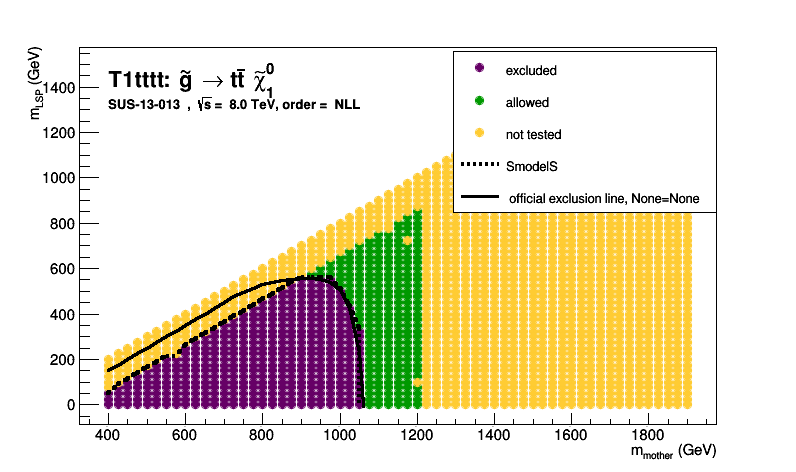 T1tttt: g̃ → tt̄ χ̃₁⁰
SUS-13-013 , √s = 8.0 TeV, order = NLL
excluded
allowed
not tested
SmodelS
official exclusion line, None=None
m_LSP (GeV)
1400
1200
1000
800
600
400
200
0
400 600 800 1000 1200 1400 1600 1800
m_mother (GeV)